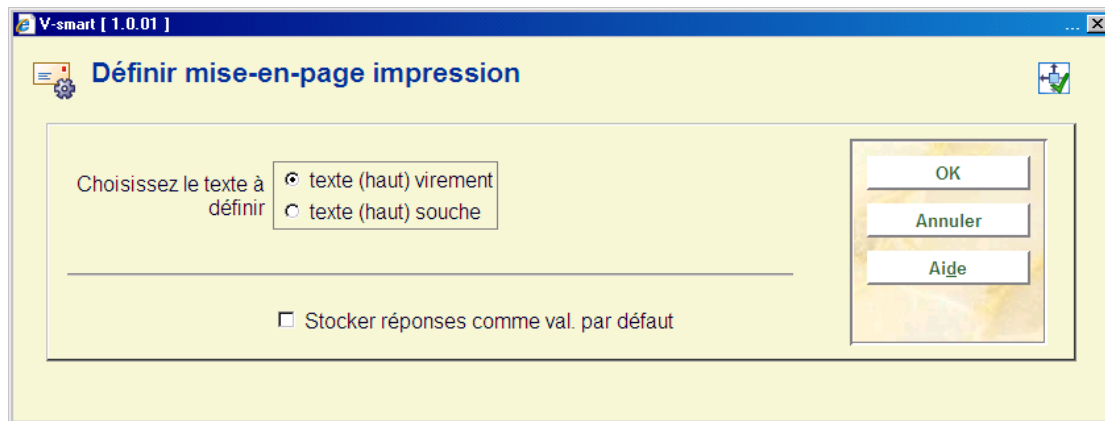 V-smart [ 1.0.01 ]
...
Définir mise-en-page impression
Choisissez le texte à
définir
texte (haut) virement
texte (haut) souche
OK
Annuler
Aide
Stocker réponses comme val. par défaut